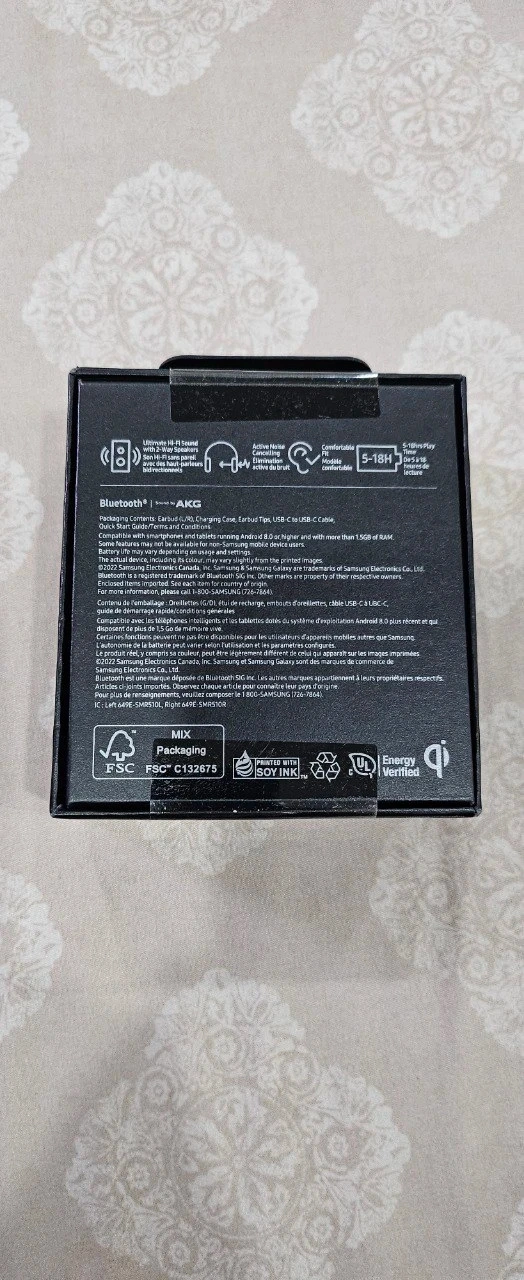 Ultimate Hi-Fi Sound
with 2-Way Speakers
Son Hi-Fi sans pareil
avec des haut-parleurs
bidirectionnels
Active Noise
Cancelling
Élimination
active du bruit
Comfortable
Fit
Modèle
confortable
5-18H
5-18hrs Play
Time
De 5 à 18
heures de
lecture
Bluetooth® | Sound by AKG
Packaging Contents: Earbud (L/R), Charging Case, Earbud Tips, USB-C to USB-C Cable,
Quick Start Guide/Terms and Conditions
Compatible with smartphones and tablets running Android 8.0 or higher and with more than 1.5GB of RAM.
Some features may not be available for non-Samsung mobile device users.
Battery life may vary depending on usage and settings.
The actual device, including its colour, may vary slightly from the printed images.
©2022 Samsung Electronics Canada, Inc. Samsung & Samsung Galaxy are trademarks of Samsung Electronics Co., Ltd.
Bluetooth is a registered trademark of Bluetooth SIG Inc. Other marks are property of their respective owners.
Enclosed items imported. See each item for country of origin.
For more information, please call 1-800-SAMSUNG (726-7864).
Contenu de l'emballage : Oreillettes (G/D), étui de recharge, embouts d'oreillettes, câble USB-C à USB-C,
guide de démarrage rapide/conditions générales
Compatible avec les téléphones intelligents et les tablettes dotés du système d'exploitation Android 8.0 plus récent et qui
disposent de plus de 1,5 Go de mémoire vive.
Certaines fonctions peuvent ne pas être disponibles pour les utilisateurs d'appareils mobiles autres que Samsung.
L'autonomie de la batterie peut varier selon l'utilisation et les paramètres configurés.
Le produit réel, y compris sa couleur, peut être légèrement différent de celui qui apparaît sur les images imprimées.
©2022 Samsung Electronics Canada, Inc. Samsung et Samsung Galaxy sont des marques de commerce de
Samsung Electronics Co., Ltd.
Bluetooth est une marque déposée de Bluetooth SIG Inc. Les autres marques appartiennent à leurs propriétaires respectifs.
Articles ci-joints importés. Observez chaque article pour connaître leur pays d'origine.
Pour plus de renseignements, veuillez composer le 1 800-SAMSUNG (726-7864).
IC : Left 649E-SMR510L, Right 649E-SMR510R
FSC
MIX
Packaging
FSC™ C132675
PRINTED WITH
SOY INK™
UL
Energy
Verified
qi